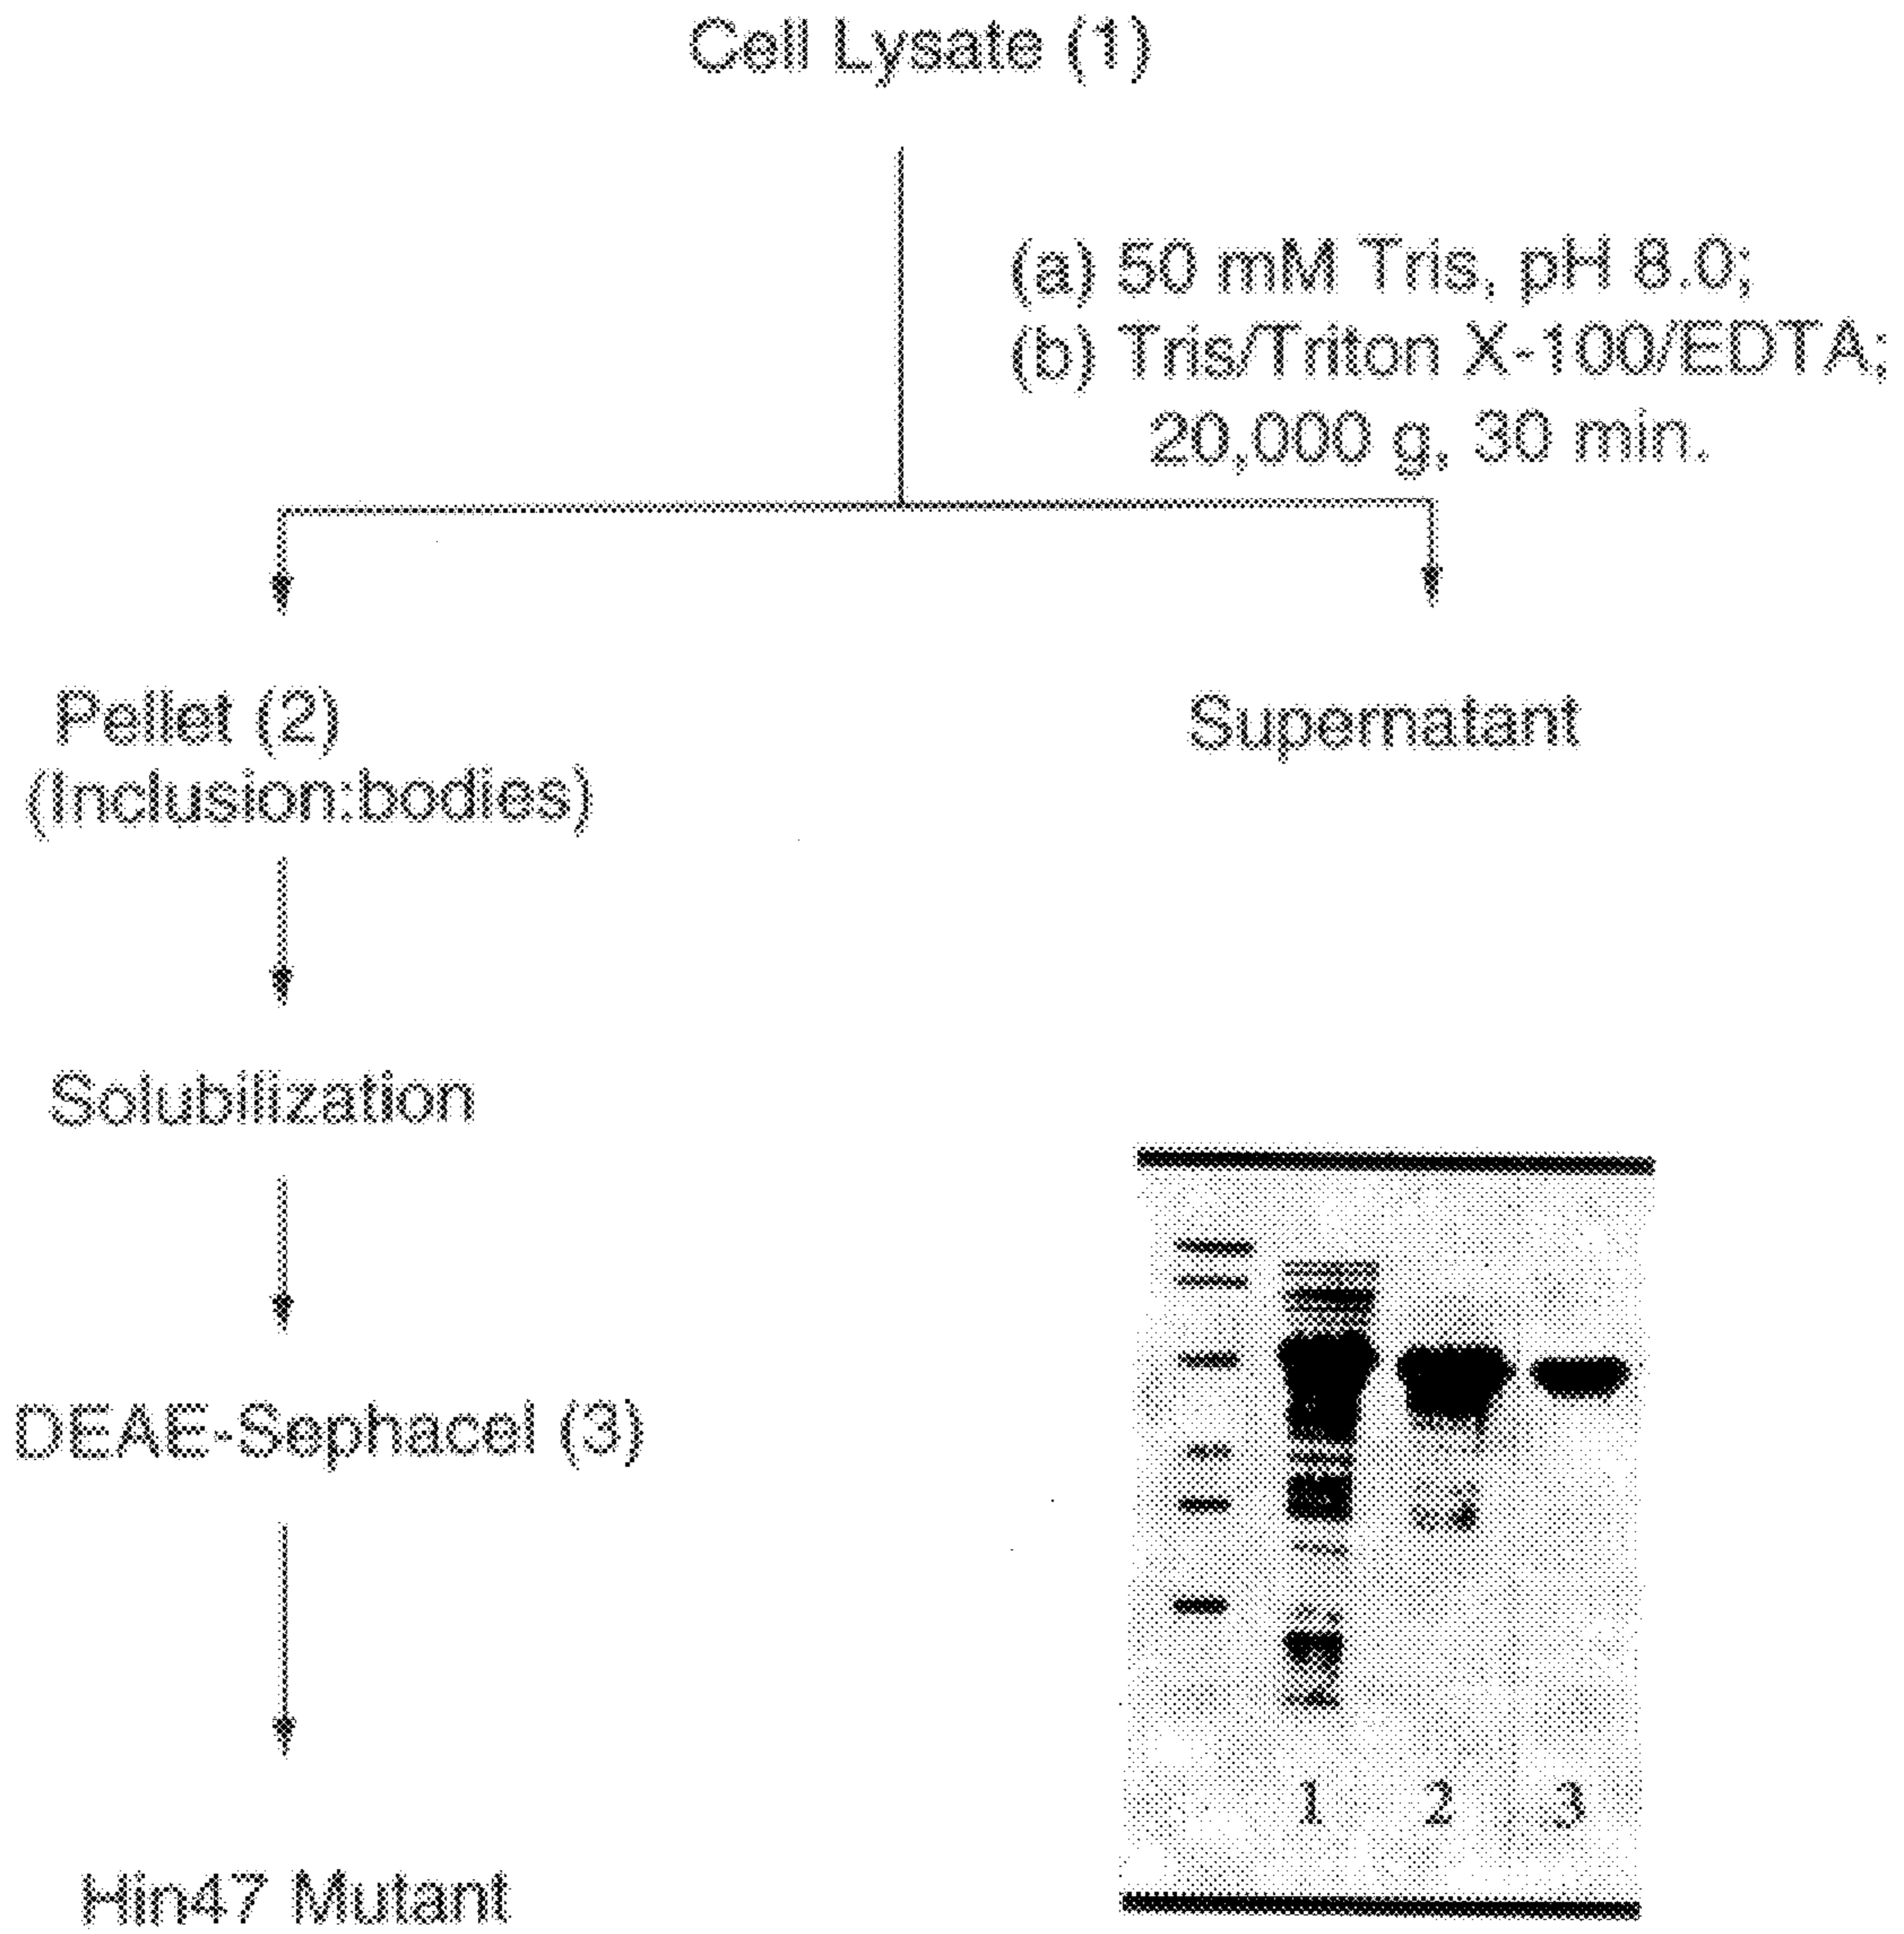 Cell Lysate (1)
(a) 50 mM Tris, pH 8.0;
(b) Tris/Triton X-100/EDTA;
20,000 g, 30 min.
Pellet (2)
(Inclusion:bodies)
Supernatant
Solubilization
DEAE-Sephacel (3)
Hin47 Mutant
1 2 3